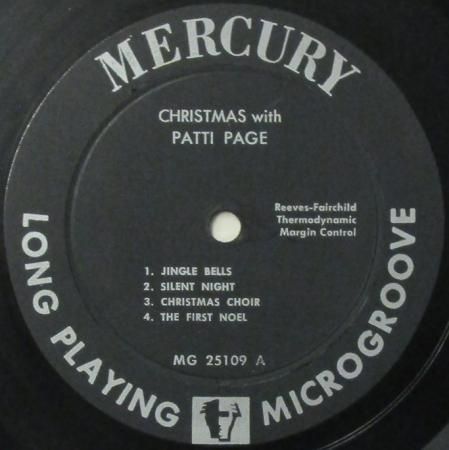 MERCURY
CHRISTMAS with
PATTI PAGE
Reeves-Fairchild
Thermodynamic
Margin Control
1. JINGLE BELLS
2. SILENT NIGHT
3. CHRISTMAS CHOIR
4. THE FIRST NOEL
MG 25109 A
LONG PLAYING MICROGROOVE